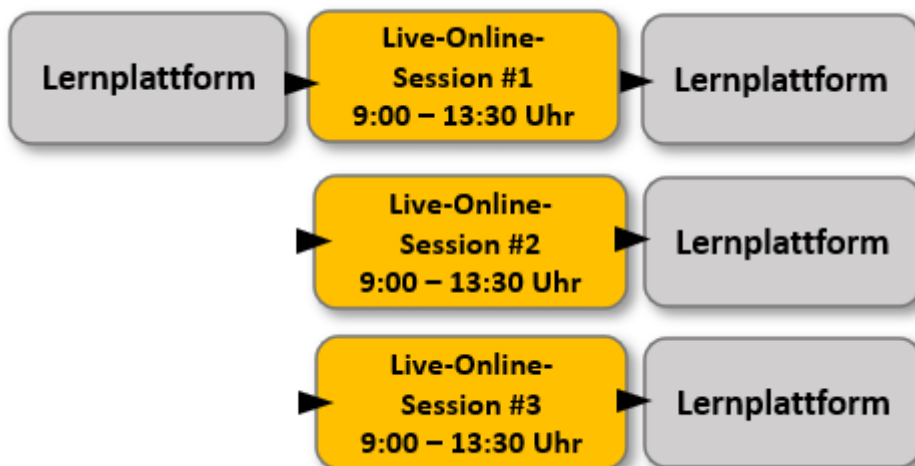 Lernplattform
Live-Online-
Session #1
9:00 – 13:30 Uhr
Lernplattform
Live-Online-
Session #2
9:00 – 13:30 Uhr
Lernplattform
Live-Online-
Session #3
9:00 – 13:30 Uhr
Lernplattform